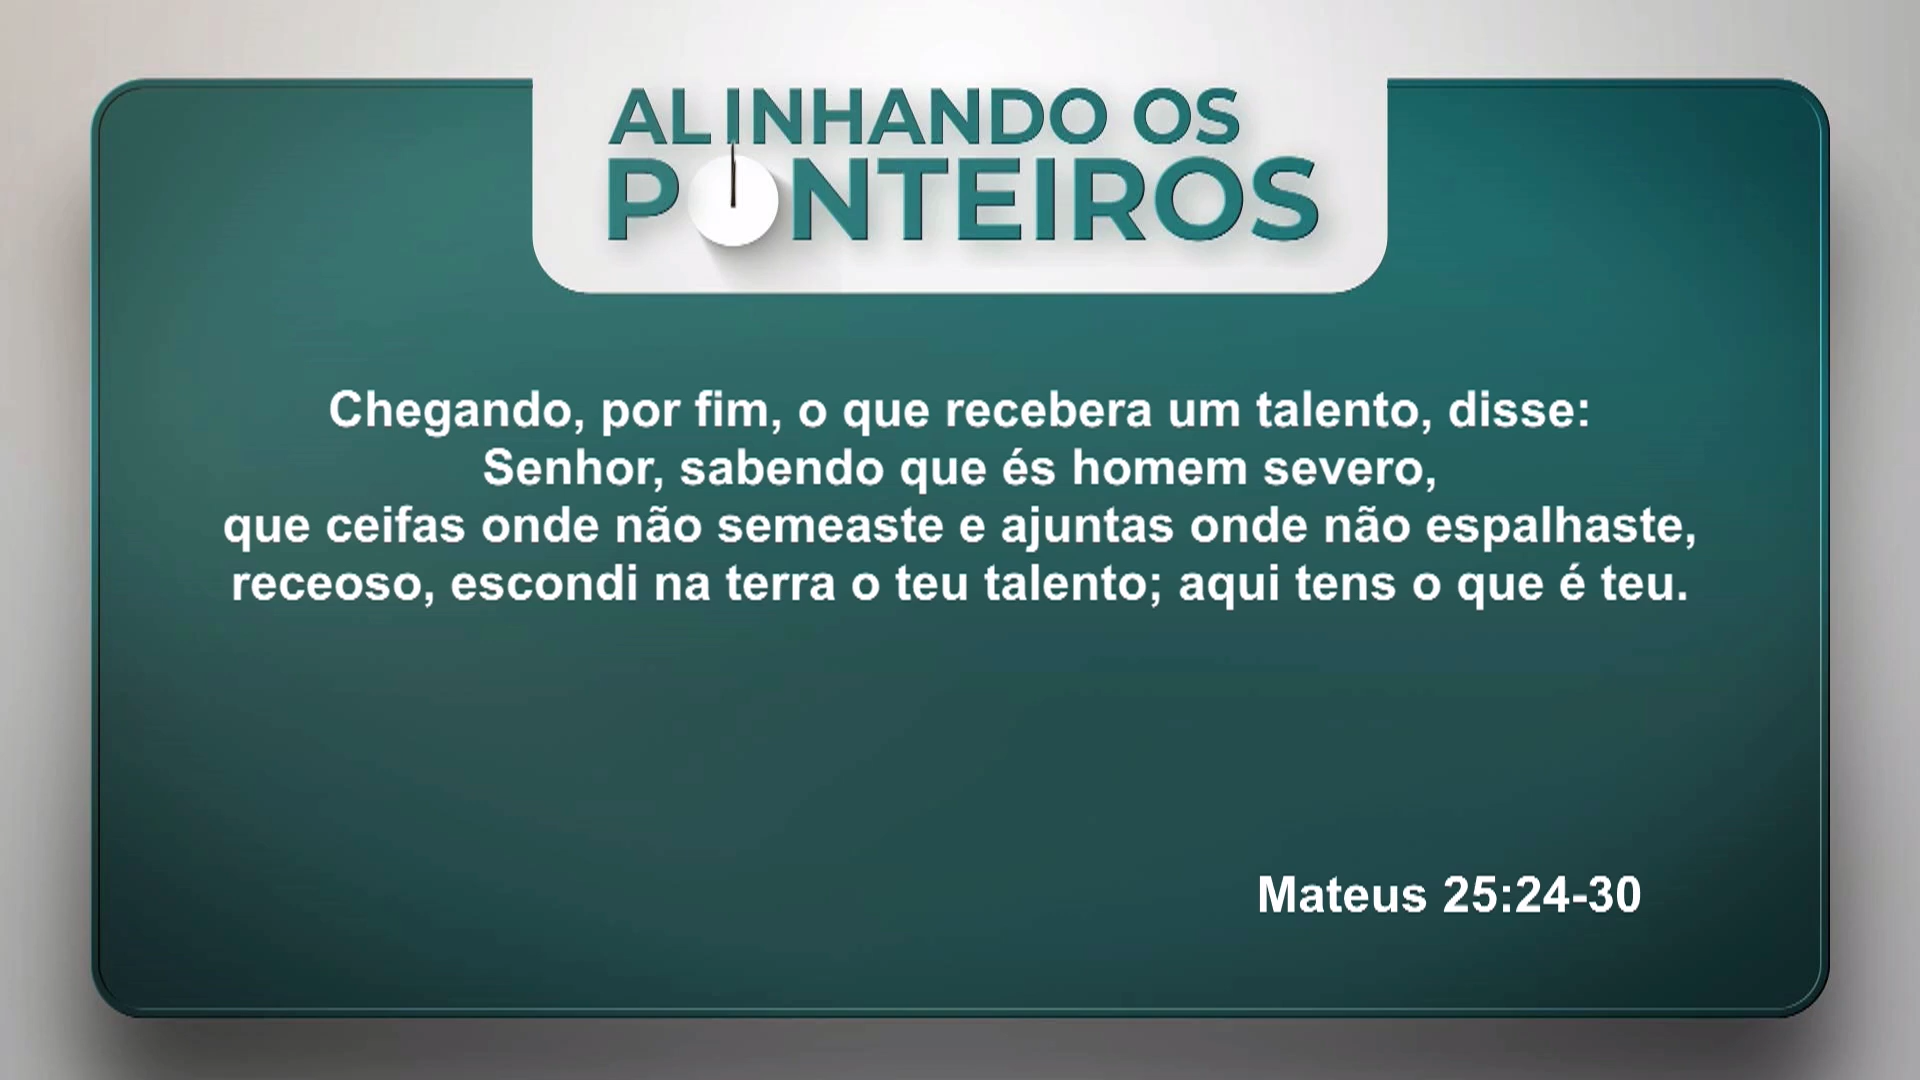 ALINHANDO OS
PONTEIROS
Chegando, por fim, o que recebera um talento, disse:
Senhor, sabendo que és homem severo,
que ceifas onde não semeaste e ajuntas onde não espalhaste,
receoso, escondi na terra o teu talento; aqui tens o que é teu.
Mateus 25:24-30